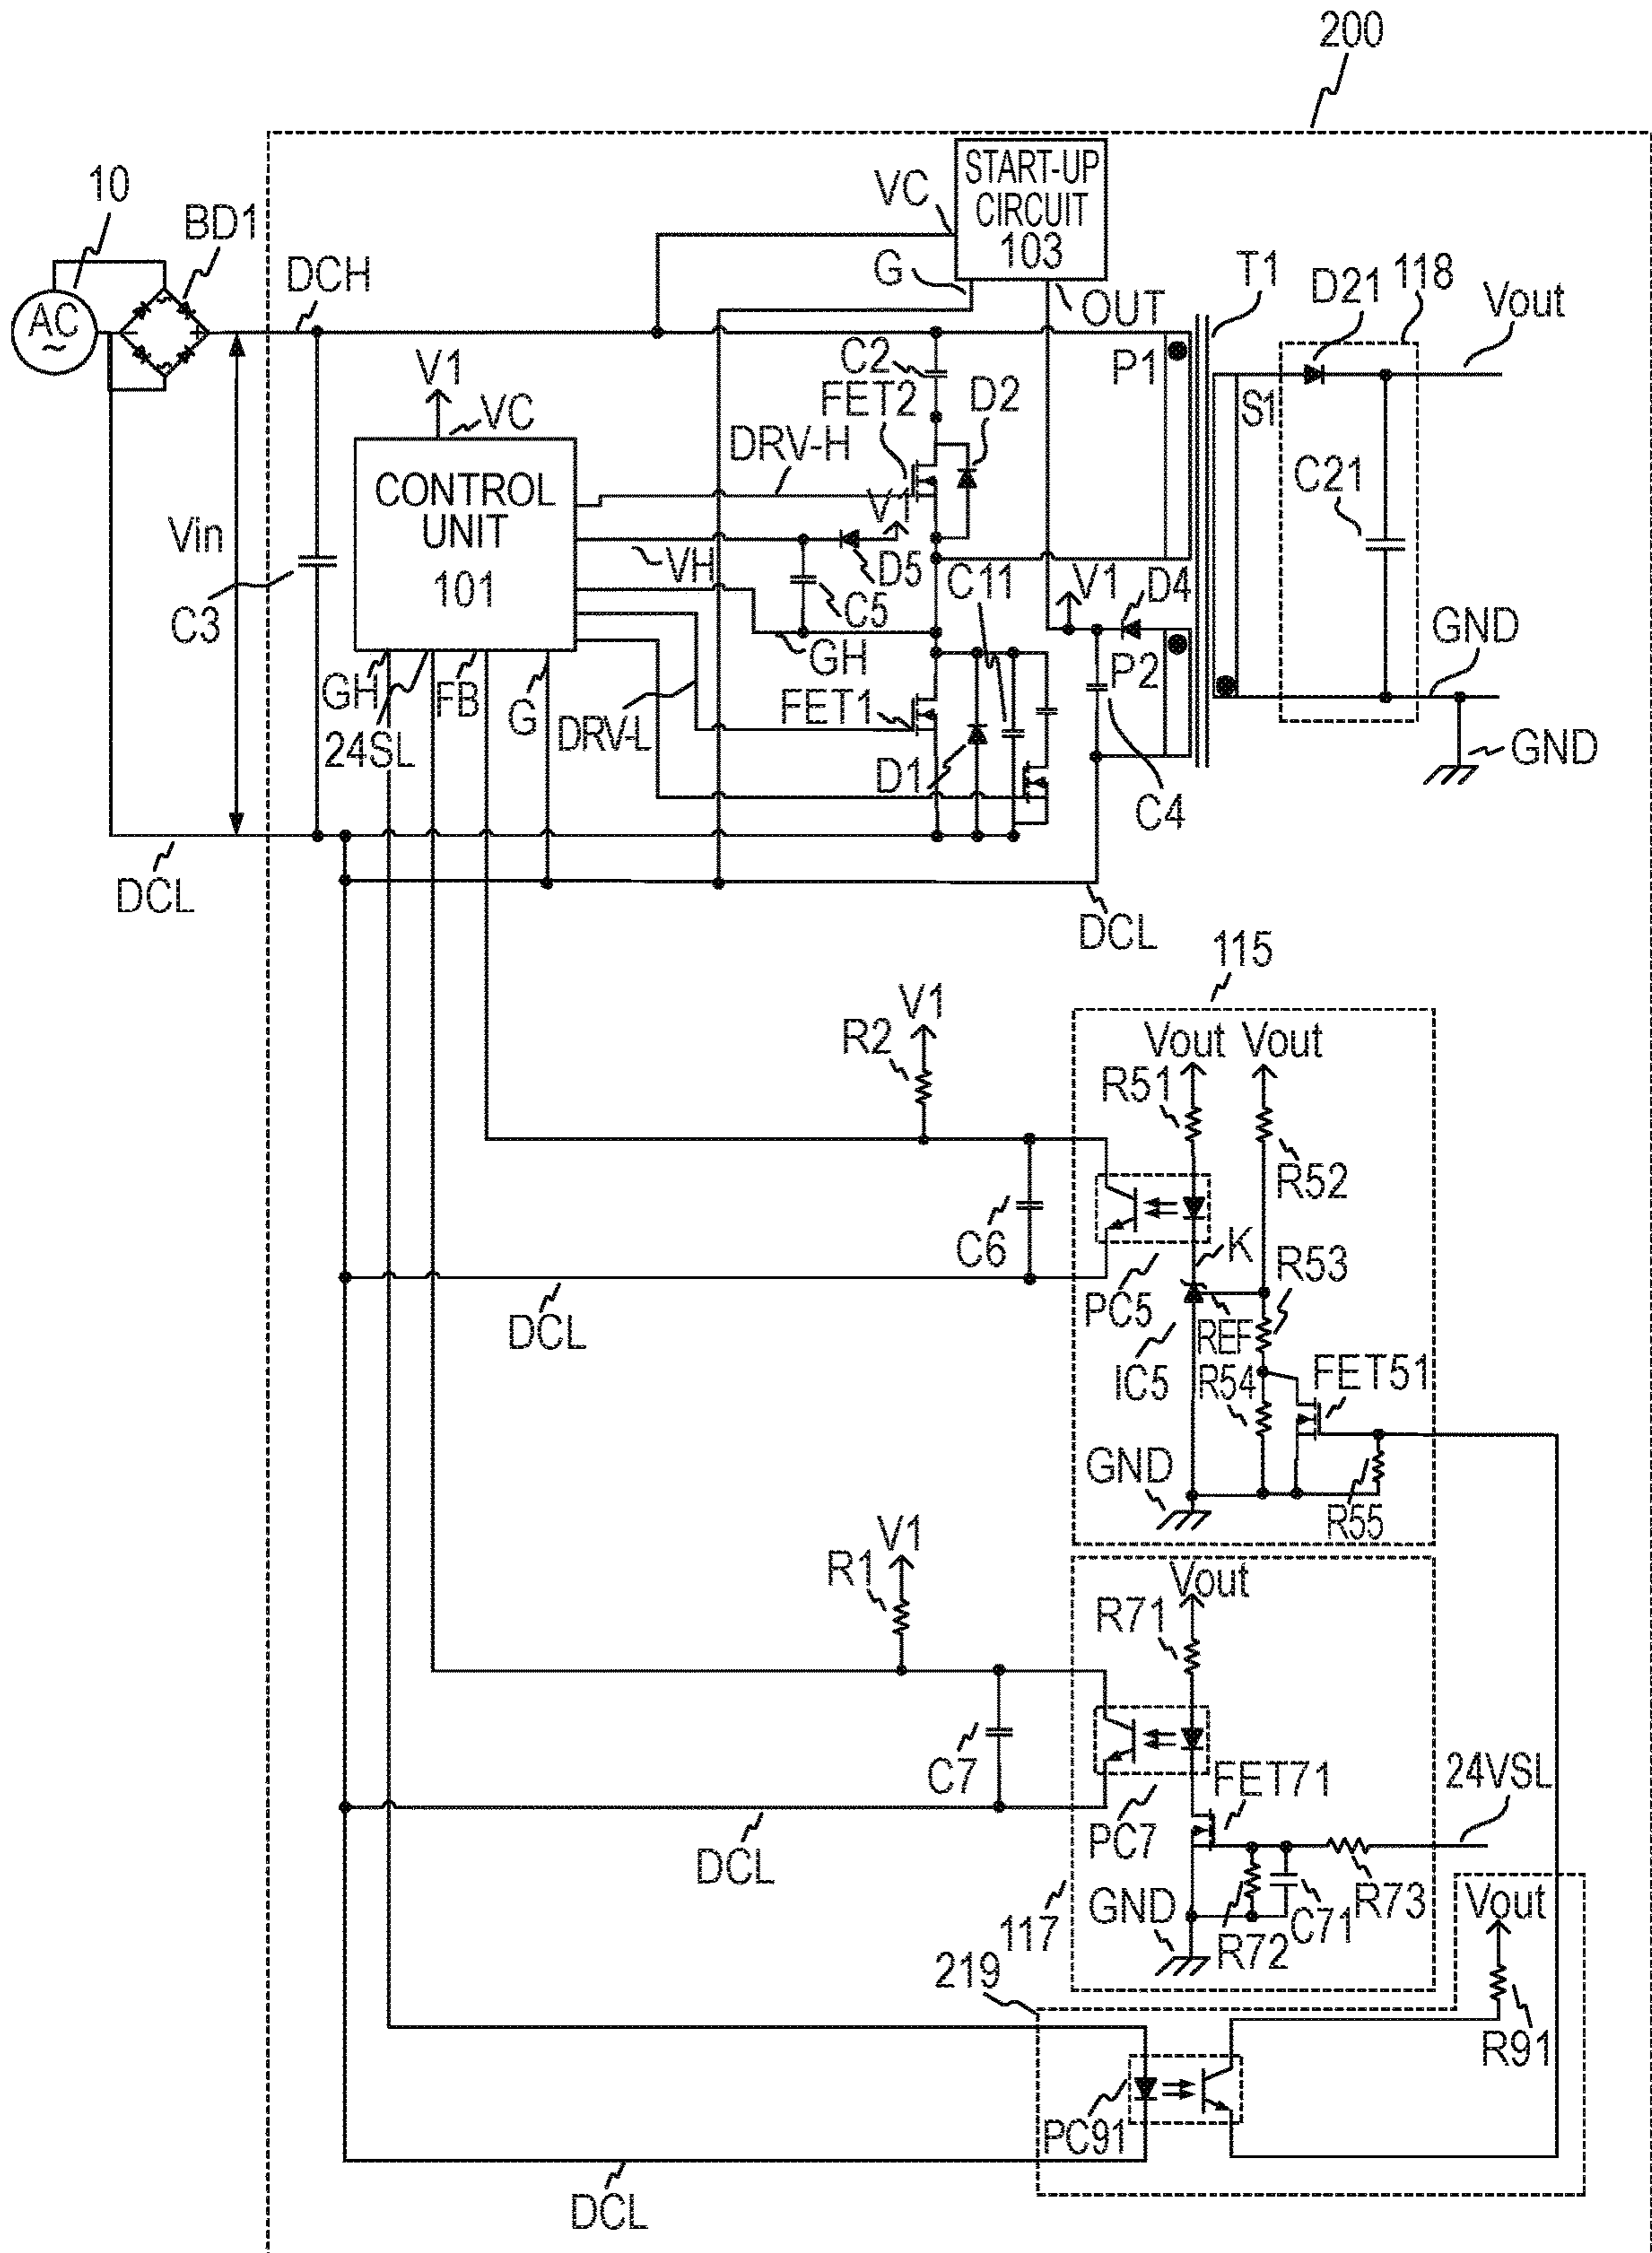 200
10
BD1
AC
~
DCH
VC
START-UP
CIRCUIT
103
G
OUT
T1
D21
118
Vout
V1
VC
C2
FET2
D2
P1
S1
DRV-H
CONTROL
UNIT
101
Vin
C3
V1
VH
D5
C5
C11
V1
D4
C21
GND
GH
GH
24SL
FB
G
DRV-L
FET1
D1
P2
C4
GND
DCL
DCL
115
V1
R2
Vout
Vout
R51
R52
C6
K
R53
PC5
REF
IC5
R54
FET51
DCL
GND
R55
V1
R1
Vout
R71
C7
FET71
24VSL
PC7
DCL
GND
R73
Vout
117
C71
R72
219
R91
PC91
DCL